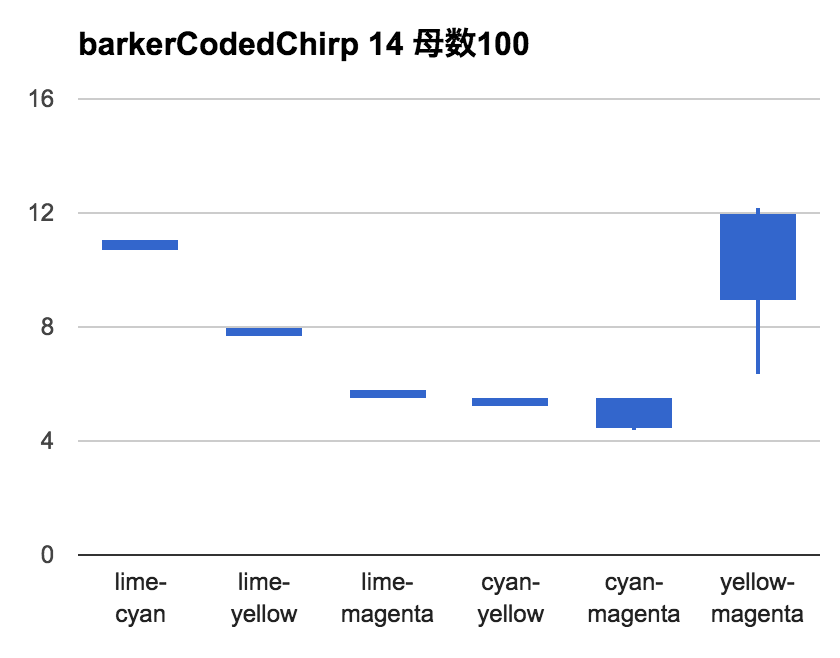 barkerCodedChirp 14 母数100
16
12
8
4
0
lime-
cyan
lime-
yellow
lime-
magenta
cyan-
yellow
cyan-
magenta
yellow-
magenta